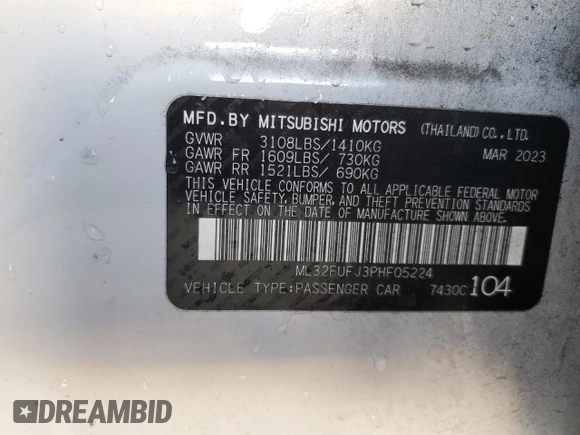 MFD.BY MITSUBISHI MOTORS (THAILAND)CO.,LTD.
GVWR 3108LBS/1410KG MAR 2023
GAWR FR 1609LBS/ 730KG
GAWR RR 1521LBS/ 690KG
THIS VEHICLE CONFORMS TO ALL APPLICABLE FEDERAL MOTOR
VEHICLE SAFETY,BUMPER,AND THEFT PREVENTION STANDARDS
IN EFFECT ON THE DATE OF MANUFACTURE SHOWN ABOVE.
ML32FUFJ3PHF05224
VEHICLE TYPE:PASSENGER CAR 7430C 104
DREAMBID